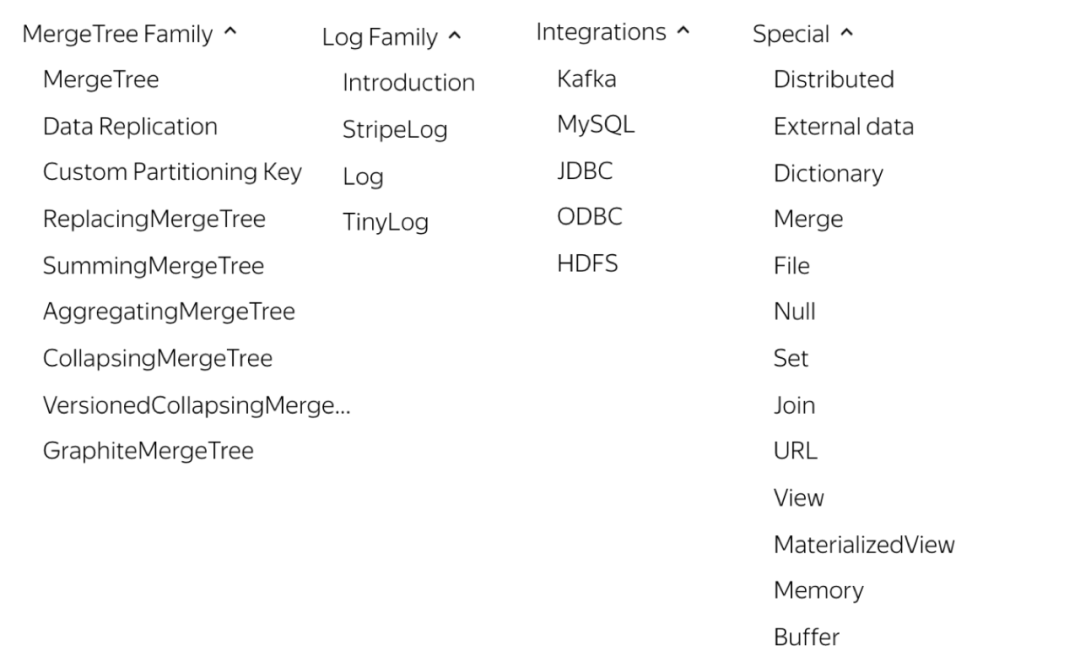 MergeTree Family
MergeTree
Data Replication
Custom Partitioning Key
ReplacingMergeTree
SummingMergeTree
AggregatingMergeTree
CollapsingMergeTree
VersionedCollapsingMerge...
GraphiteMergeTree
Log Family
Introduction
StripeLog
Log
TinyLog
Integrations
Kafka
MySQL
JDBC
ODBC
HDFS
Special
Distributed
External data
Dictionary
Merge
File
Null
Set
Join
URL
View
MaterializedView
Memory
Buffer